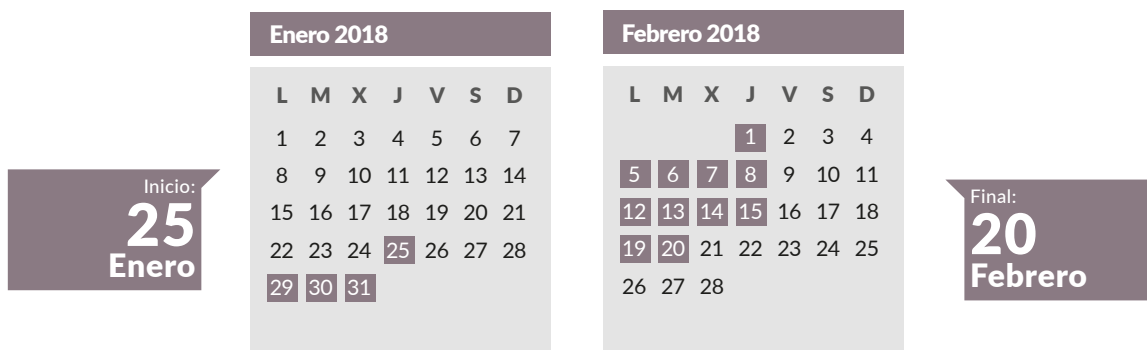 Enero 2018
L M X J V S D
1 2 3 4 5 6 7
8 9 10 11 12 13 14
15 16 17 18 19 20 21
22 23 24 25 26 27 28
29 30 31
Febrero 2018
L M X J V S D
1 2 3 4
5 6 7 8 9 10 11
12 13 14 15 16 17 18
19 20 21 22 23 24 25
26 27 28
Inicio:
25
Enero
Final:
20
Febrero